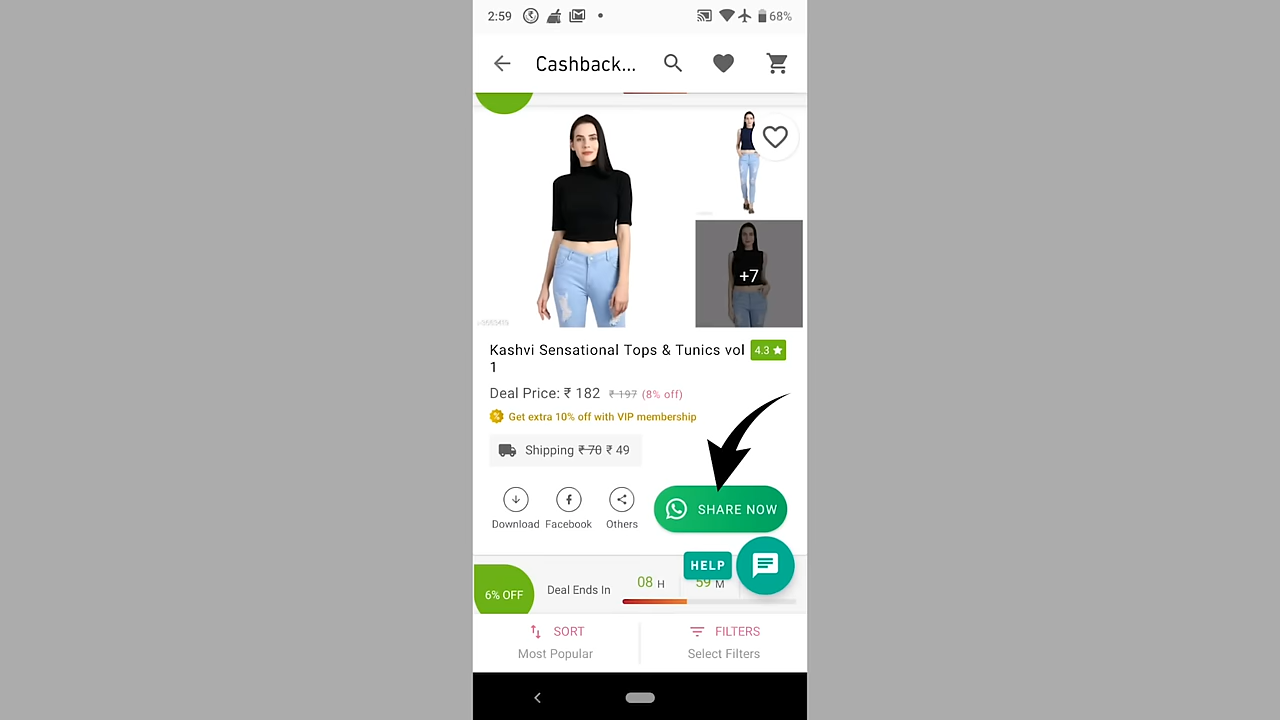 2:59
68%
Cashback...
+7
Kashvi Sensational Tops & Tunics vol 4.3
1
Deal Price: ₹ 182 ₹ 197 (8% off)
Get extra 10% off with VIP membership
Shipping ₹ 70 ₹ 49
SHARE NOW
Download Facebook Others
HELP
6% OFF Deal Ends In 08 H 59 M
SORT FILTERS
Most Popular Select Filters